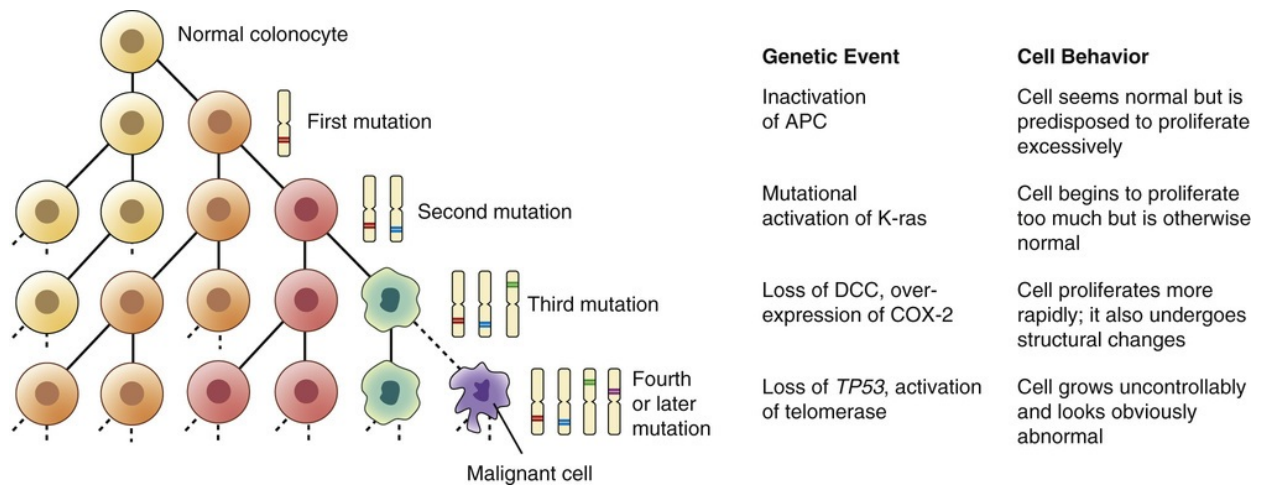 Normal colonocyte
First mutation
Second mutation
Third mutation
Fourth
or later
mutation
Malignant cell
Genetic Event
Cell Behavior
Inactivation
of APC
Cell seems normal but is
predisposed to proliferate
excessively
Mutational
activation of K-ras
Cell begins to proliferate
too much but is otherwise
normal
Loss of DCC, over-
expression of COX-2
Cell proliferates more
rapidly; it also undergoes
structural changes
Loss of TP53, activation
of telomerase
Cell grows uncontrollably
and looks obviously
abnormal